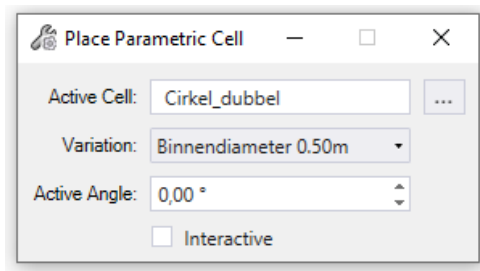 Place Parametric Cell
Active Cell: Cirkel_dubbel ...
Variation: Binnendiameter 0.50m
Active Angle: 0,00 °
Interactive